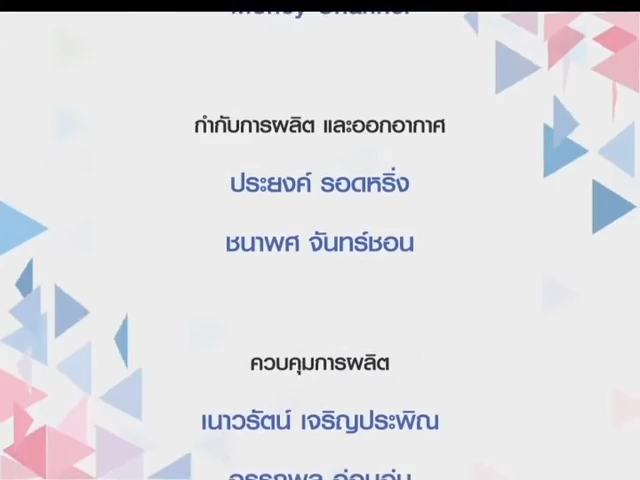 Money Channel
กำกับการผลิต และออกอากาศ
ประยงค์ รอดหริ่ง
ชนาพศ จันทร์ชอน
ควบคุมการผลิต
เนาวรัตน์ เจริญประพิณ